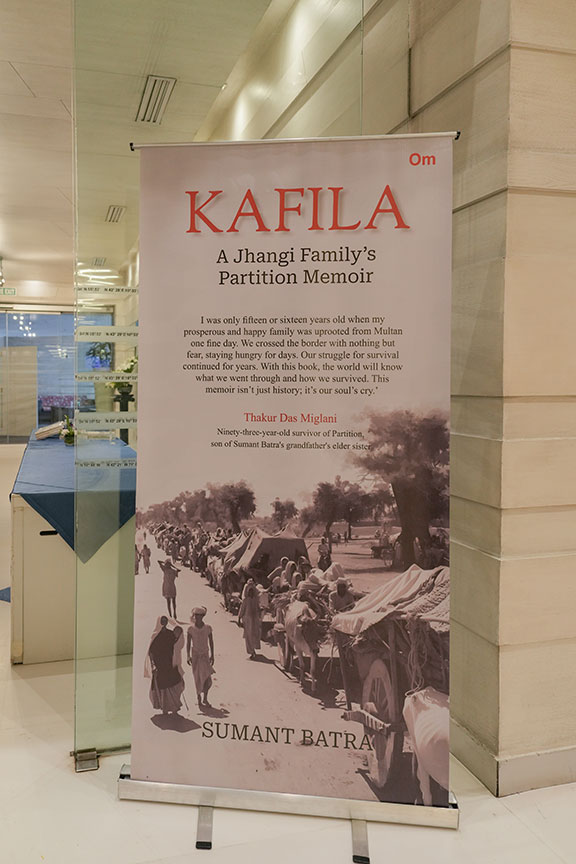 Om
KAFILA
A Jhangi Family's
Partition Memoir
I was only fifteen or sixteen years old when my
prosperous and happy family was uprooted from Multan
one fine day. We crossed the border with nothing but
fear, staying hungry for days. Our struggle for survival
continued for years. With this book, the world will know
what we went through and how we survived. This
memoir isn't just history; it's our soul's cry.'
Thakur Das Miglani
Ninety-three-year-old survivor of Partition,
son of Sumant Batra's grandfather's elder sister
SUMANT BATRA